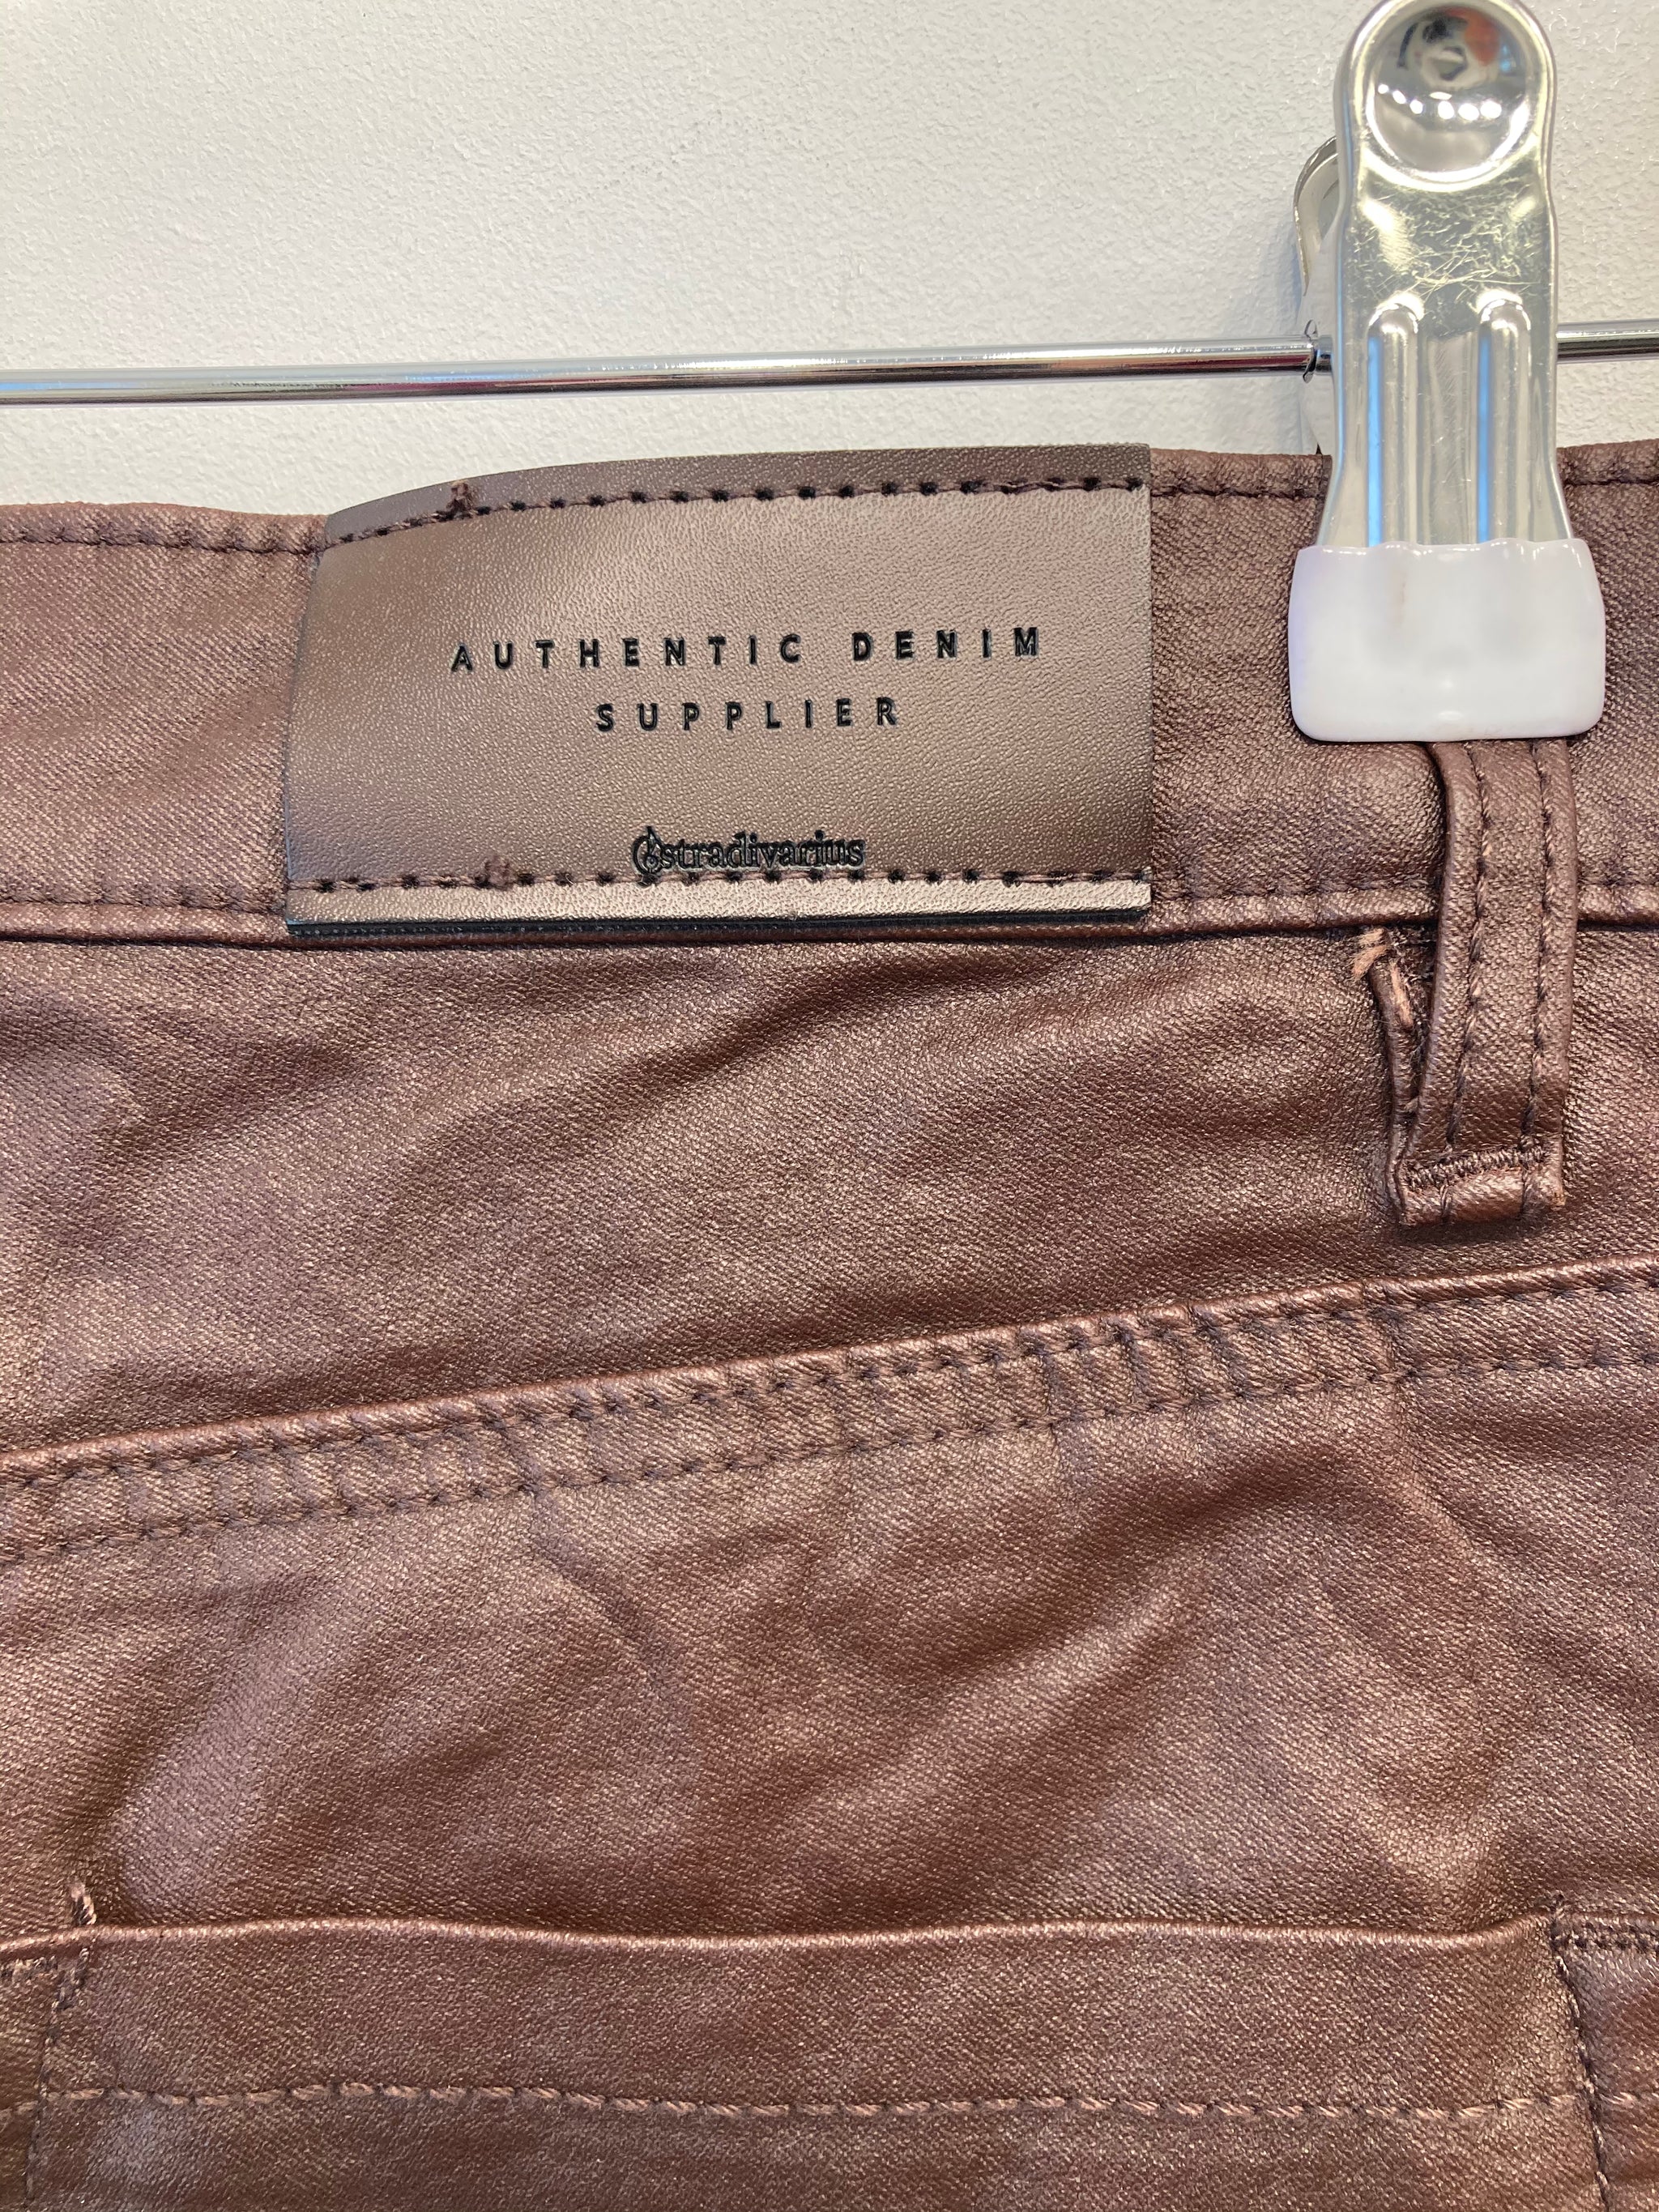 AUTHENTIC DENIM
SUPPLIER
stradivarius